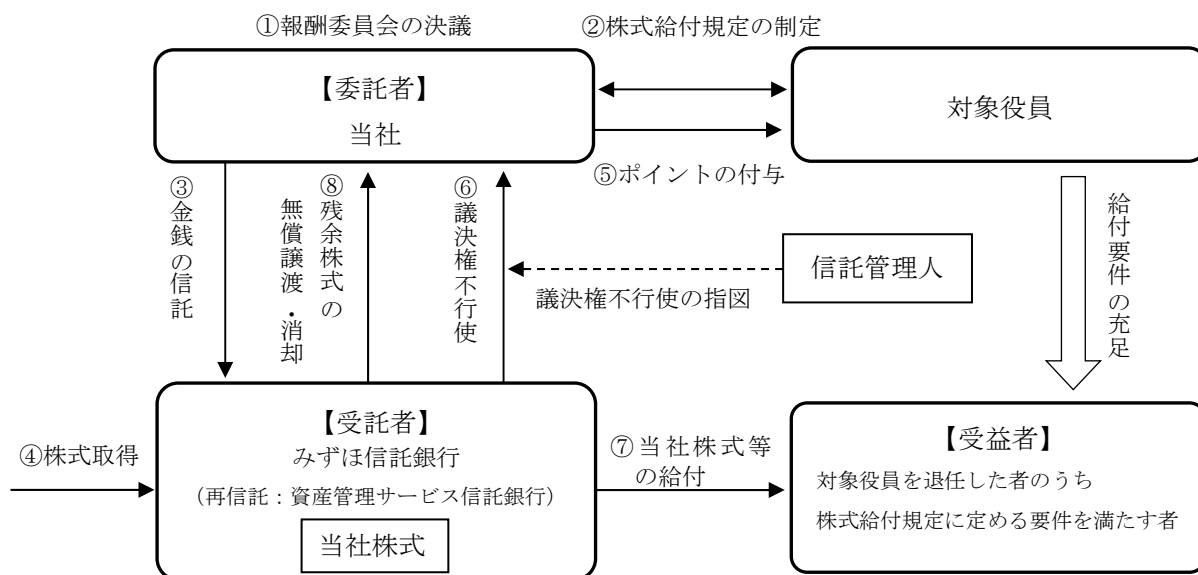 ①報酬委員会の決議
②株式給付規定の制定
【委託者】
当社
対象役員
⑤ポイントの付与
③金銭の信託
⑧残余株式の
無償譲渡・消却
⑥議決権不行使
信託管理人
議決権不行使の指図
給付要件の充足
④株式取得
【受託者】
みずほ信託銀行
（再信託：資産管理サービス信託銀行）
当社株式
⑦当社株式等
の給付
【受益者】
対象役員を退任した者のうち
株式給付規定に定める要件を満たす者